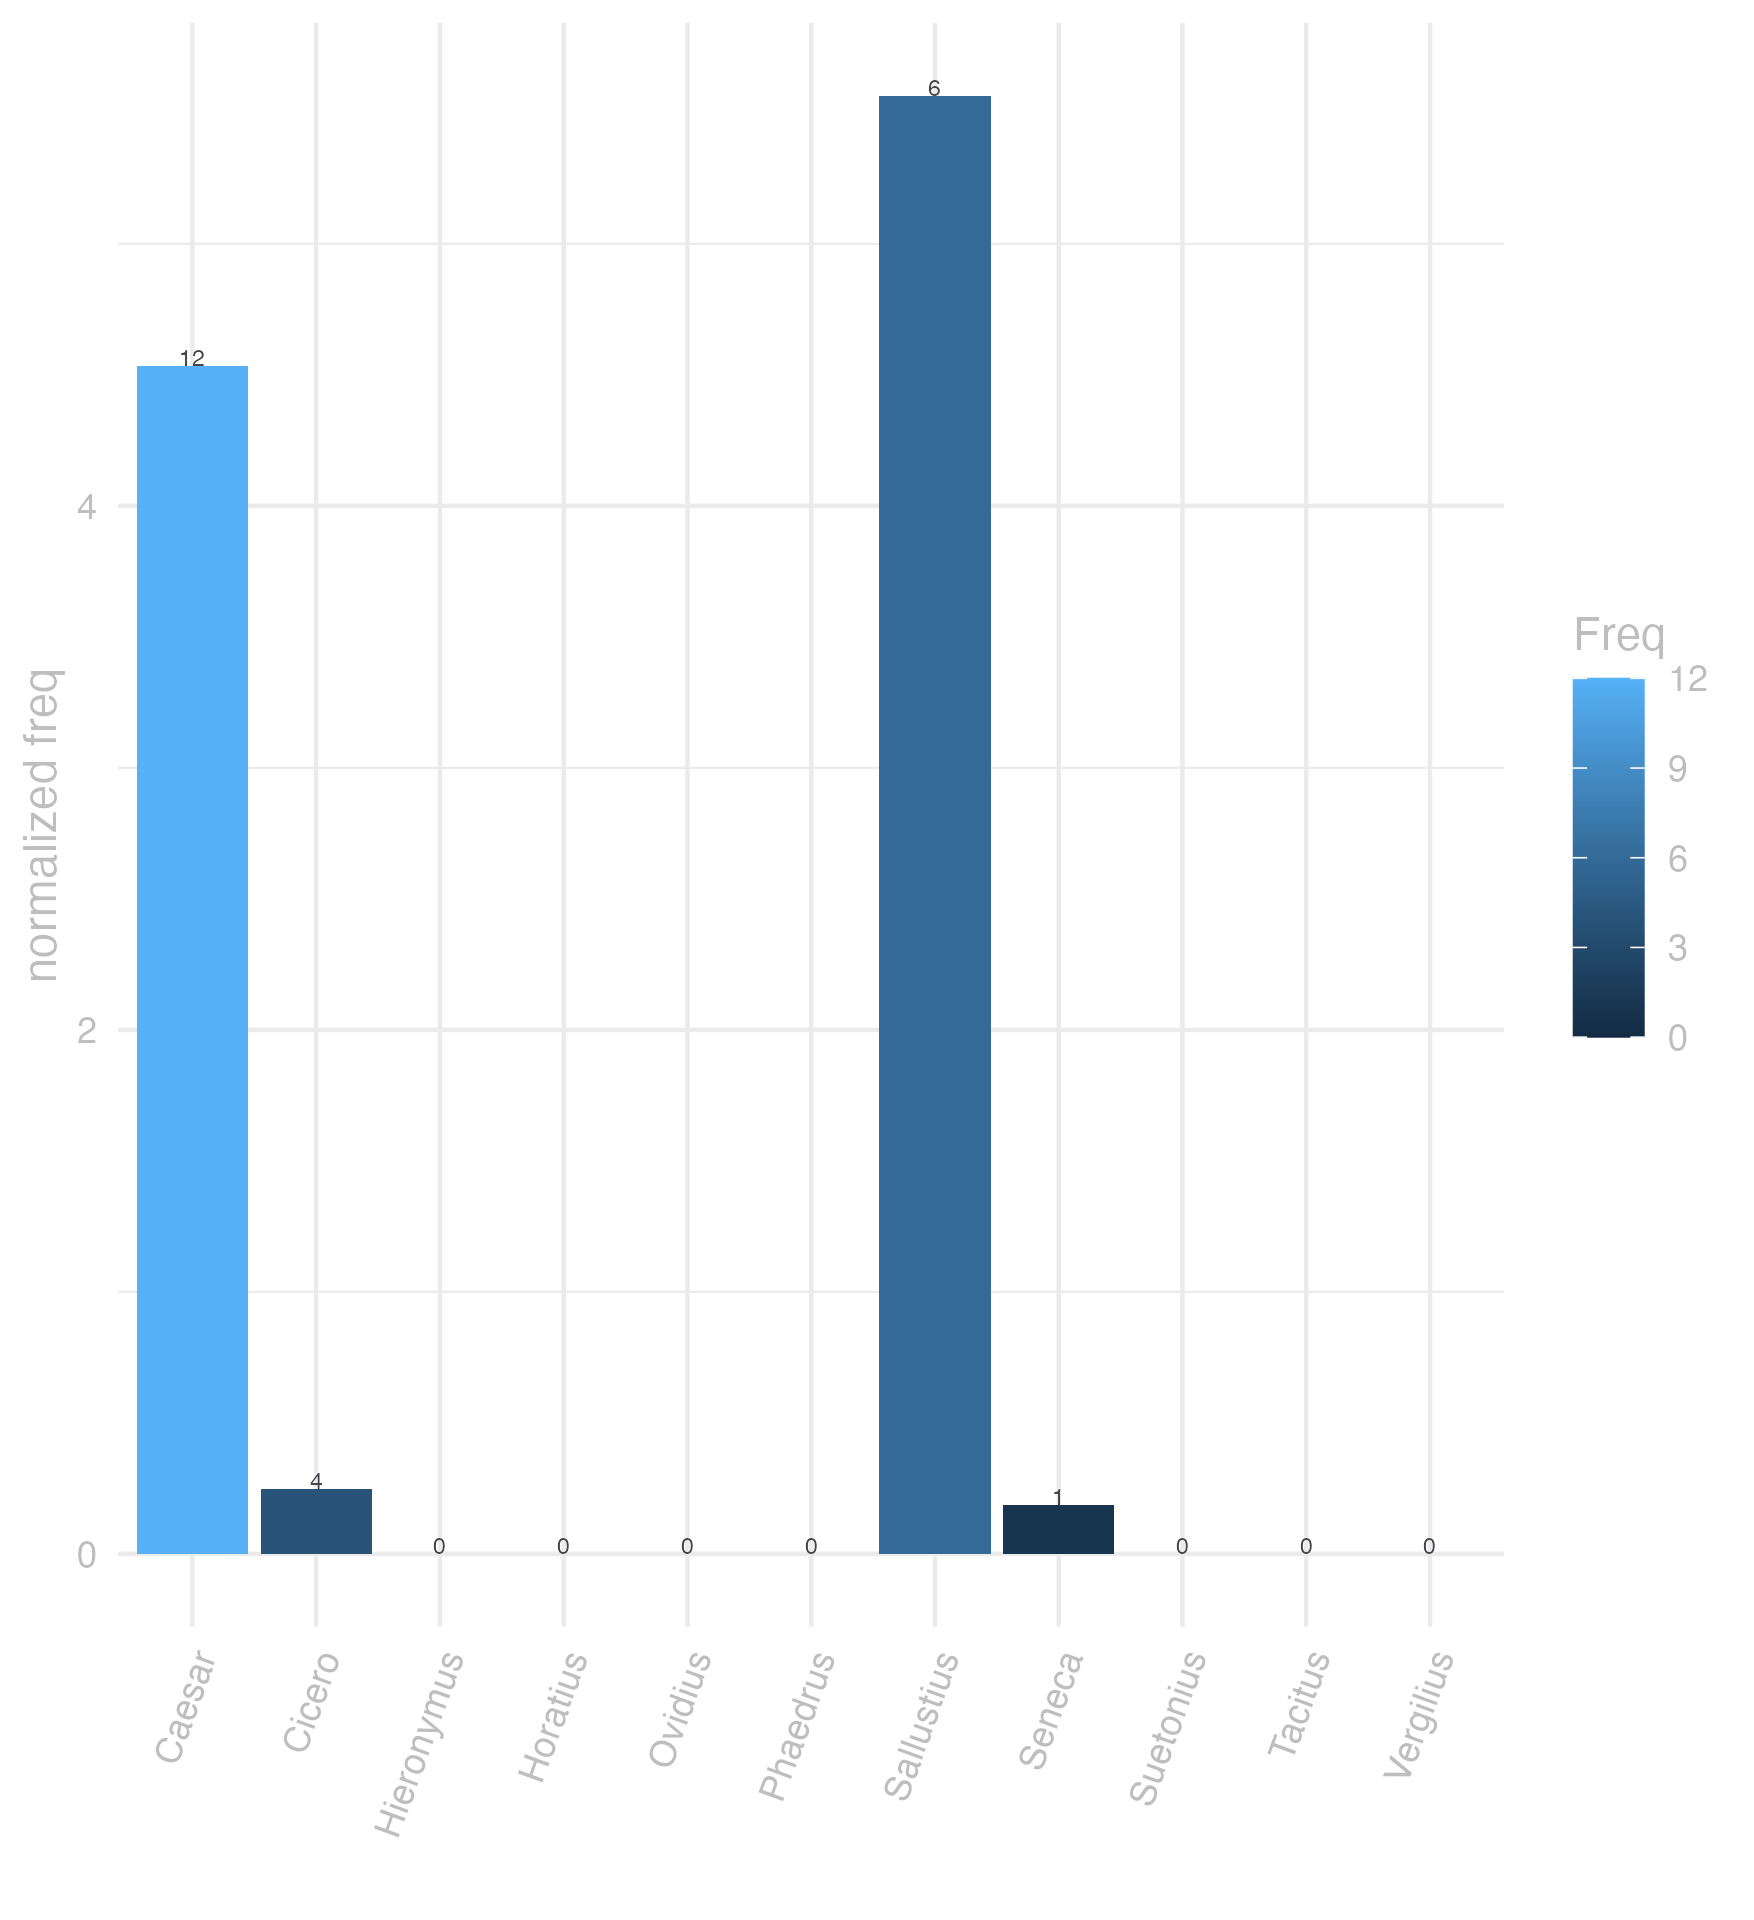 normalized freq
4
2
0
12
4
0
0
0
0
6
1
0
0
0
Caesar
Cicero
Hieronymus
Horatius
Ovidius
Phaedrus
Sallustius
Seneca
Suetonius
Tacitus
Vergilius
Freq
12
9
6
3
0